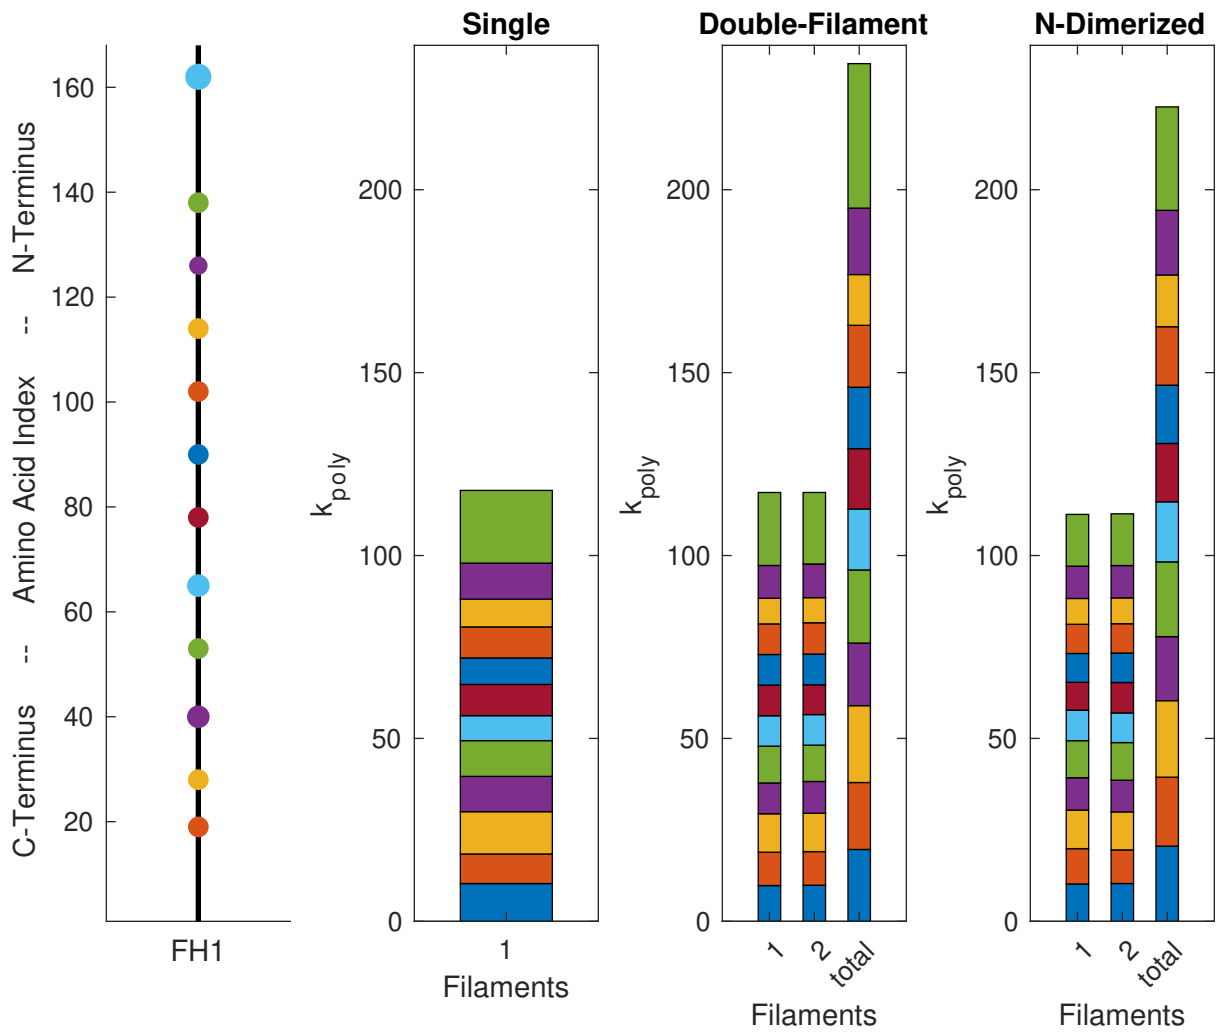 Single
Double-Filament
N-Dimerized
C-Terminus -- Amino Acid Index -- N-Terminus
160
140
120
100
80
60
40
20
FH1
k_poly
200
150
100
50
0
1
Filaments
k_poly
200
150
100
50
0
1
2
total
Filaments
k_poly
200
150
100
50
0
1
2
total
Filaments